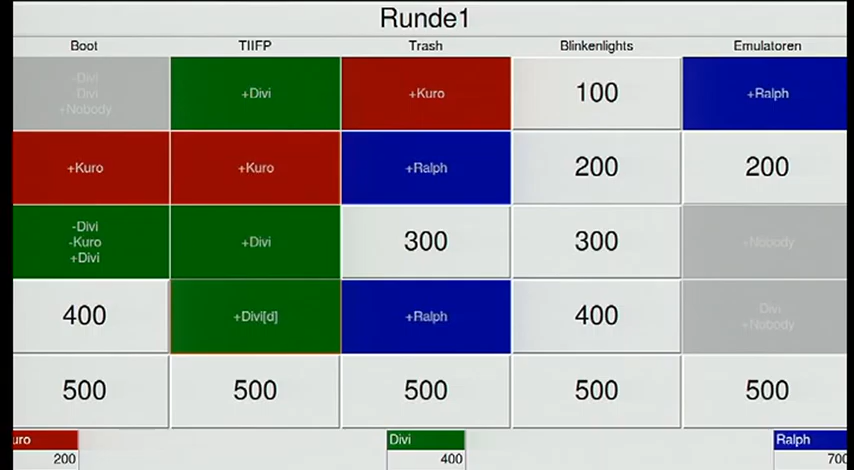 Runde1
Boot TIIFP Trash Blinkenlights Emulatoren
-Divi
-Divi
+Nobody
+Divi
+Kuro
100
+Ralph
+Kuro
+Kuro
+Ralph
200
200
-Divi
-Kuro
+Divi
+Divi
300
300
+Nobody
400
+Divi[d]
+Ralph
400
Divi
+Nobody
500 500 500 500 500
uro Divi Ralph
200 400 700